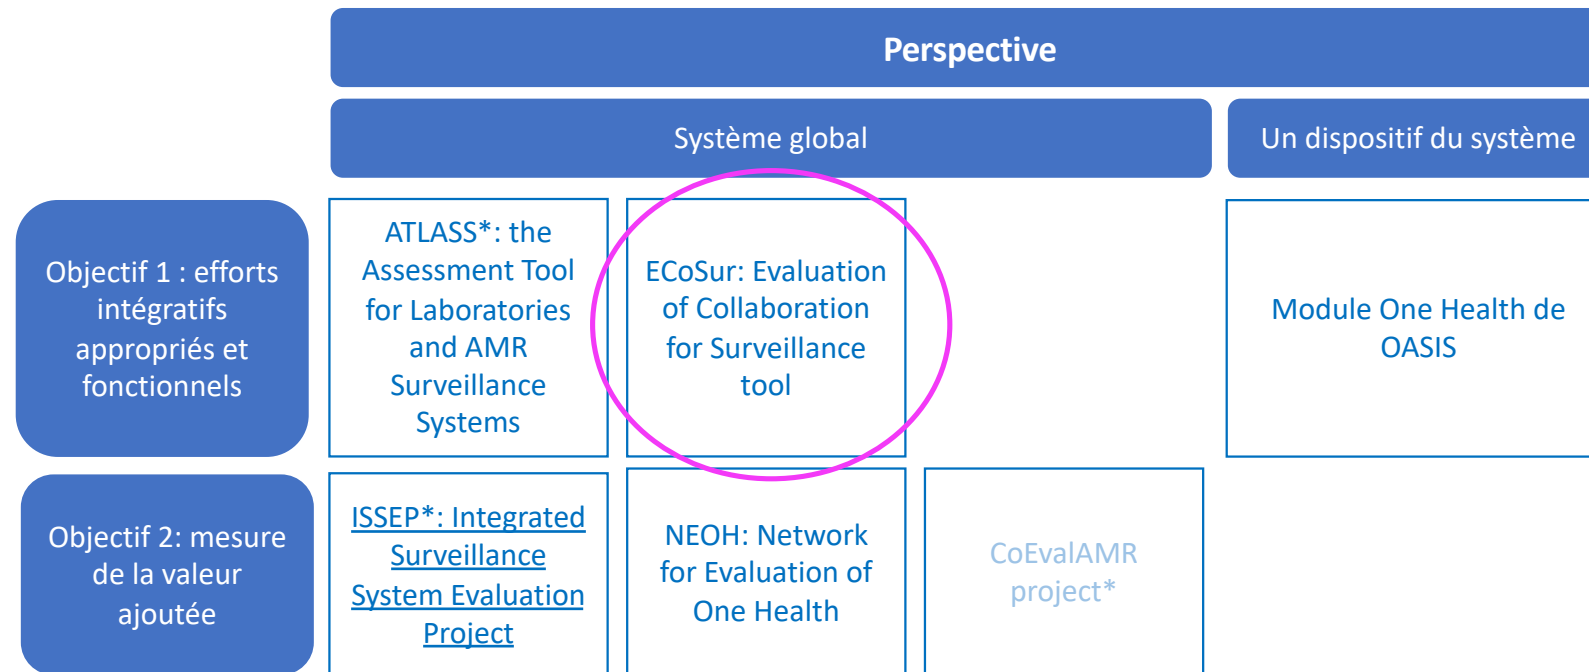 Perspective
Système global
Un dispositif du système
Objectif 1 : efforts
intégratifs
appropriés et
fonctionnels
ATLASS*: the
Assessment Tool
for Laboratories
and AMR
Surveillance
Systems
ECoSur: Evaluation
of Collaboration
for Surveillance
tool
Module One Health de
OASIS
Objectif 2: mesure
de la valeur
ajoutée
ISSEP*: Integrated
Surveillance
System Evaluation
Project
NEOH: Network
for Evaluation of
One Health
CoEvalAMR
project*